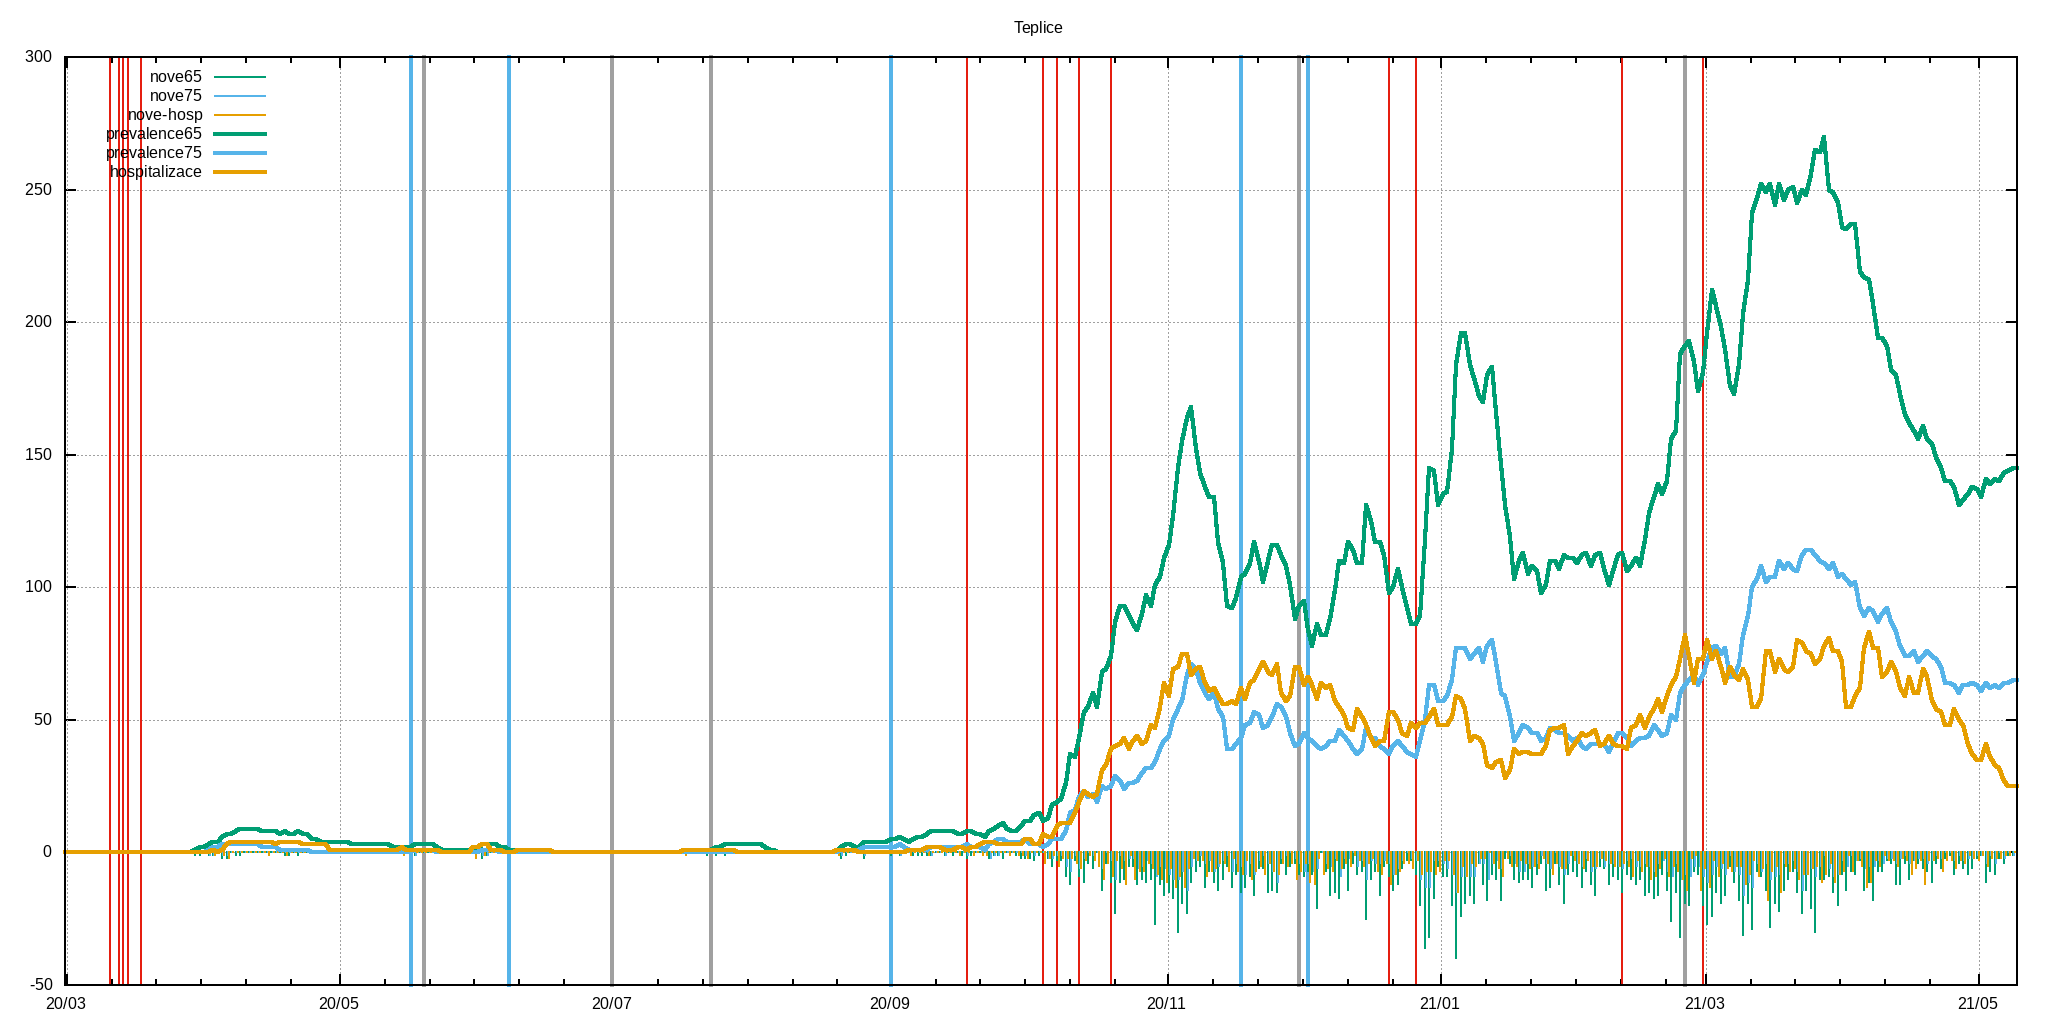 Teplice
300
250
200
150
100
50
0
-50
nove65
nove75
nove-hosp
prevalence65
prevalence75
hospitalizace
20/03 20/05 20/07 20/09 20/11 21/01 21/03 21/05